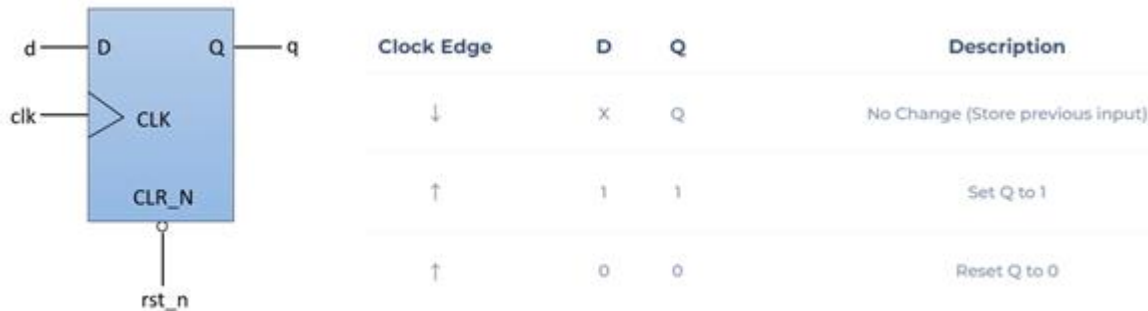 d D Q q
clk CLK
CLR_N
rst_n
Clock Edge D Q Description
↓ X Q No Change (Store previous input)
↑ 1 1 Set Q to 1
↑ 0 0 Reset Q to 0